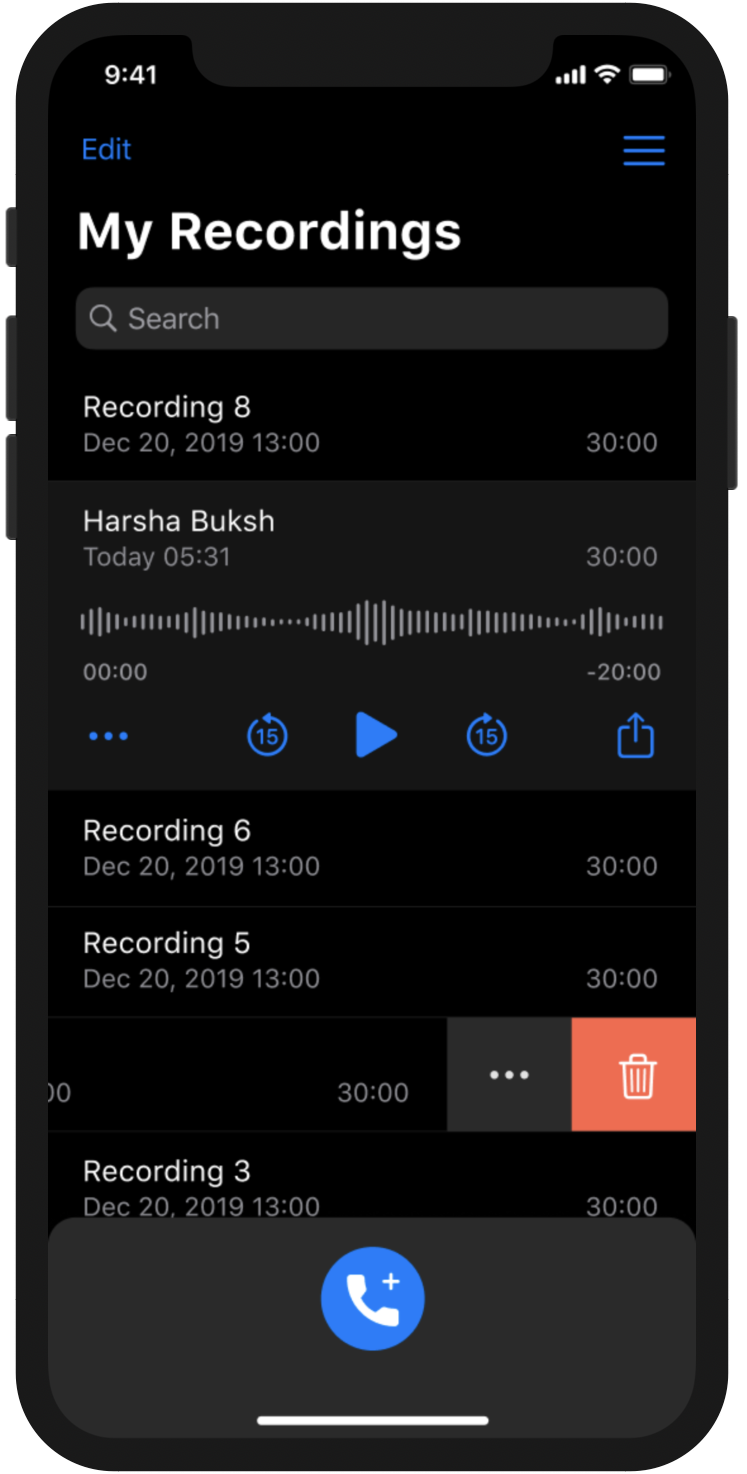 9:41
Edit
My Recordings
Search
Recording 8
Dec 20, 2019 13:00 30:00
Harsha Buksh
Today 05:31 30:00
00:00 -20:00
15 15
Recording 6
Dec 20, 2019 13:00 30:00
Recording 5
Dec 20, 2019 13:00 30:00
00 30:00
Recording 3
Dec 20, 2019 13:00 30:00